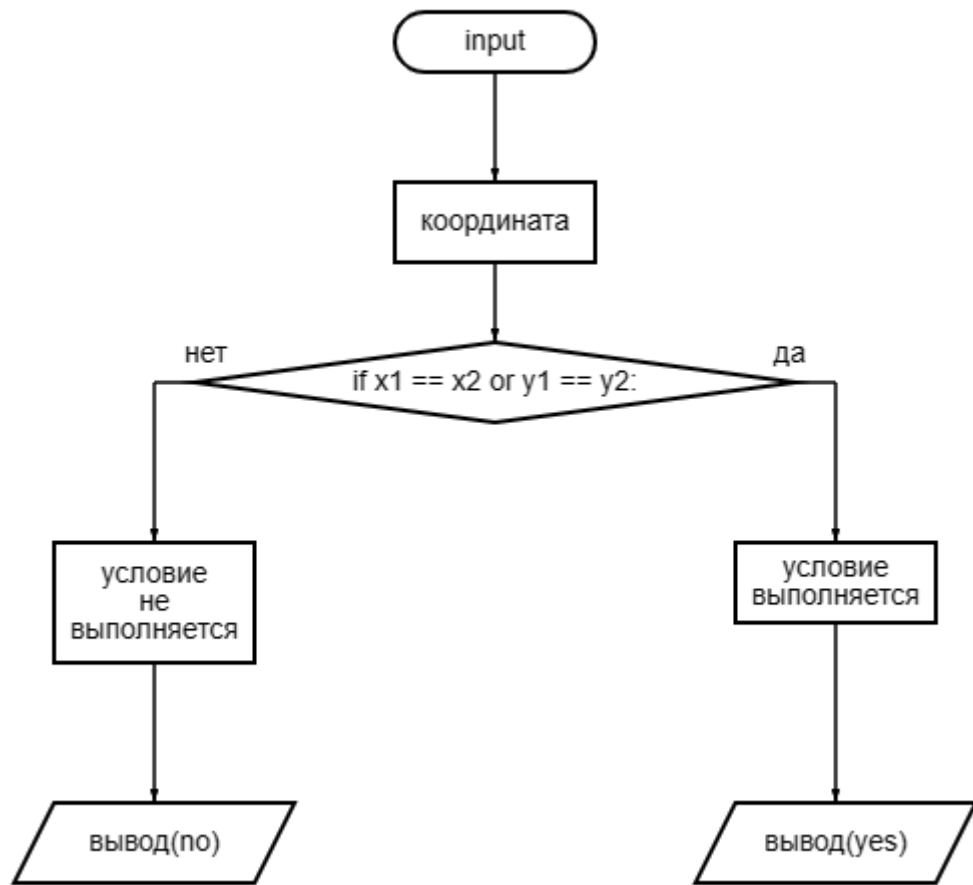 input
координата
нет
да
if x1 == x2 or y1 == y2:
условие
не
выполняется
условие
выполняется
вывод(no)
вывод(yes)